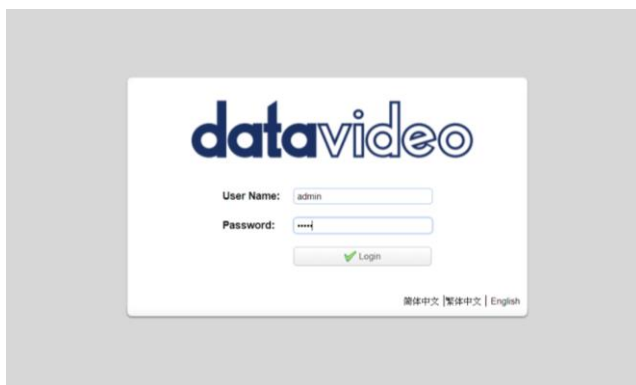 datavideo
User Name: admin
Password: •••••
Login
简体中文 | 繁体中文 | English